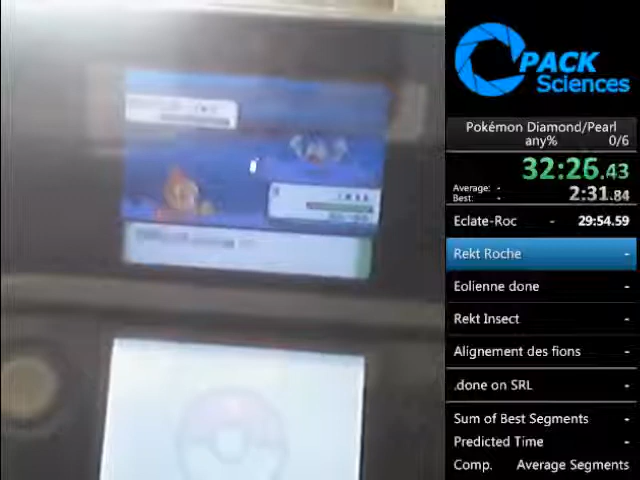 PACK
Sciences
Pokémon Diamond/Pearl
any% 0/6
32:26.43
Average: -
Best: - 2:31.84
Eclate-Roc - 29:54.59
Rekt Roche -
Eolienne done -
Rekt Insect -
Alignement des fions -
.done on SRL -
Sum of Best Segments -
Predicted Time -
Comp. Average Segments